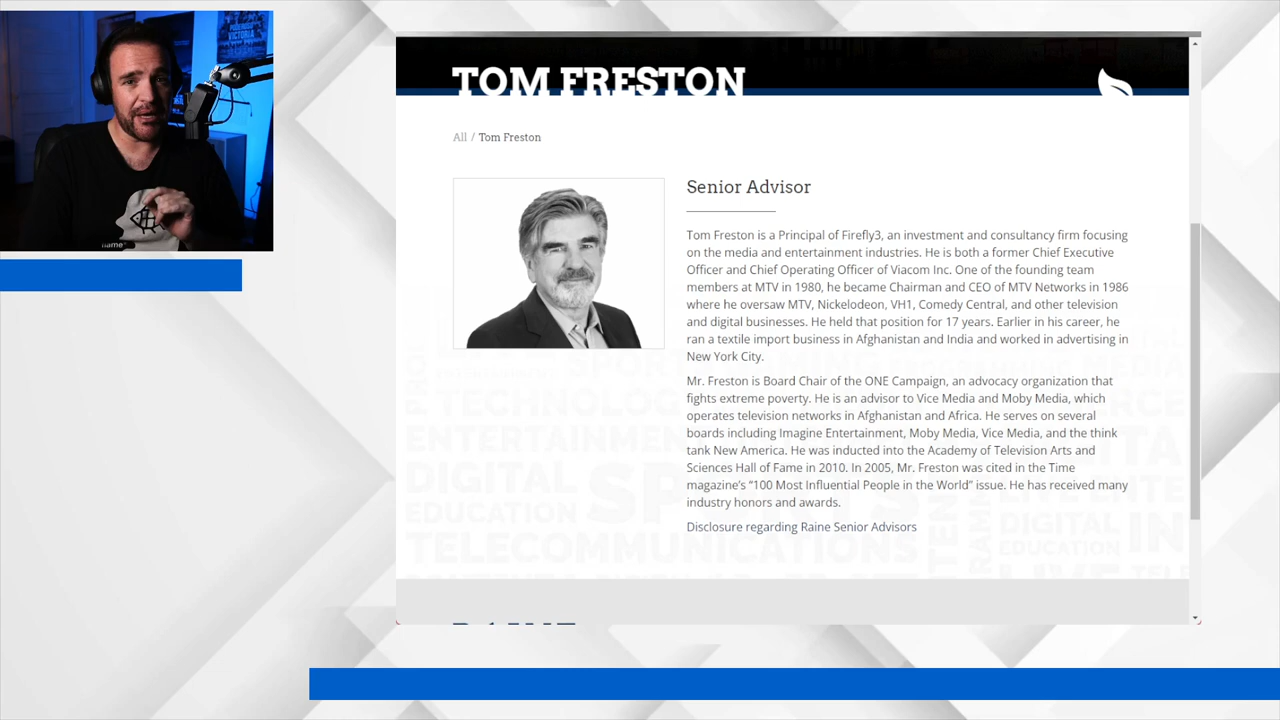 TOM FRESTON
All / Tom Freston
Senior Advisor
Tom Freston is a Principal of Firefly3, an investment and consultancy firm focusing
on the media and entertainment industries. He is both a former Chief Executive
Officer and Chief Operating Officer of Viacom Inc. One of the founding team
members at MTV in 1980, he became Chairman and CEO of MTV Networks in 1986
where he oversaw MTV, Nickelodeon, VH1, Comedy Central, and other television
and digital businesses. He held that position for 17 years. Earlier in his career, he
ran a textile import business in Afghanistan and India and worked in advertising in
New York City.
Mr. Freston is Board Chair of the ONE Campaign, an advocacy organization that
fights extreme poverty. He is an advisor to Vice Media and Moby Media, which
operates television networks in Afghanistan and Africa. He serves on several
boards including Imagine Entertainment, Moby Media, Vice Media, and the think
tank New America. He was inducted into the Academy of Television Arts and
Sciences Hall of Fame in 2010. In 2005, Mr. Freston was cited in the Time
magazine's “100 Most Influential People in the World” issue. He has received many
industry honors and awards.
Disclosure regarding Raine Senior Advisors
TECHNOLOG
ENTERTAINMEN
DIGITAL
EDUCATION
TELECOMMUNICATIONS
MEDIA
DIGITAL
EDUCATION
VICTORIA
name"